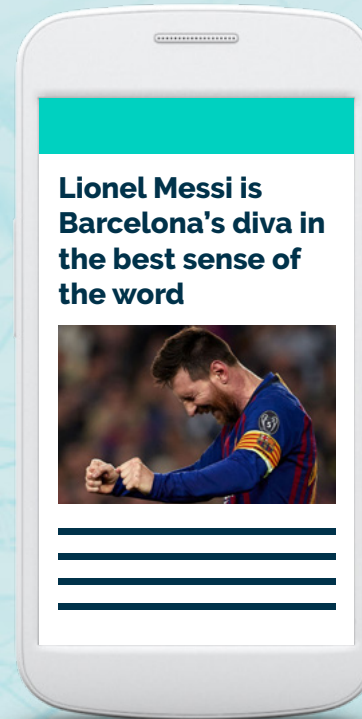 Lionel Messi is
Barcelona’s diva in
the best sense of
the word